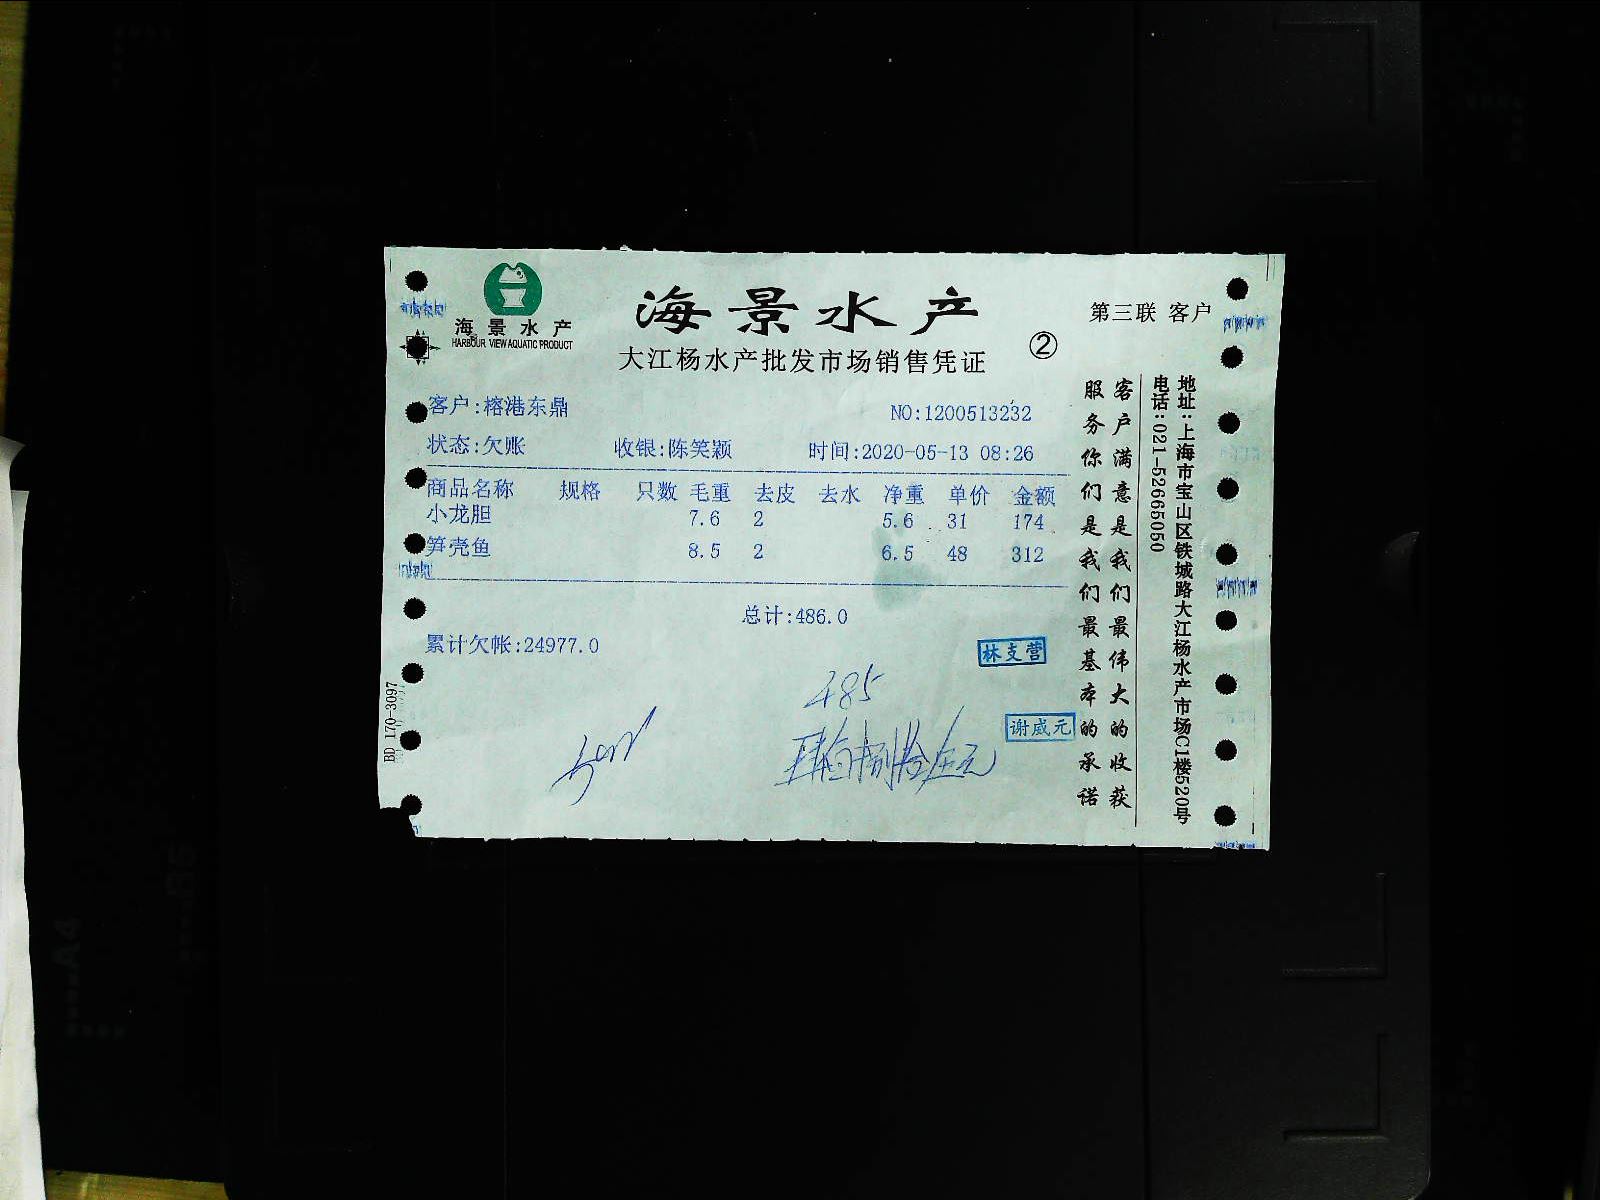 海景水产
HARBOUR VIEW AQUATIC PRODUCT
海景水产
大江杨水产批发市场销售凭证
②
第三联 客户
客户:榕港东鼎
NO:1200513232
状态:欠账 收银:陈笑颖 时间:2020-05-13 08:26
商品名称 规格 只数 毛重 去皮 去水 净重 单价 金额
小龙胆 7.6 2 5.6 31 174
笋壳鱼 8.5 2 6.5 48 312
总计:486.0
累计欠帐:24977.0
林支营
485
谢威元
肆百捌拾伍元
BD 170-3097
客户满意是我们最伟大的收获
服务你们是我们最基本的承诺
地址:上海市宝山区铁城路大江杨水产市场C1楼520号
电话:021-52665050
A4